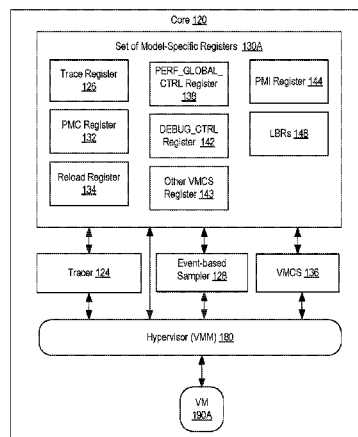 Core 120
Set of Model-Specific Registers 130A
Trace Register
126
PERF_GLOBAL_
CTRL Register
138
PMI Register
144
PMC Register
132
DEBUG_CTRL
Register
142
LBRs 148
Reload Register
134
Other VMCS
Register
143
Tracer 124
Event-based
Sampler 128
VMCS 136
Hypervisor (VMM) 180
VM
190A